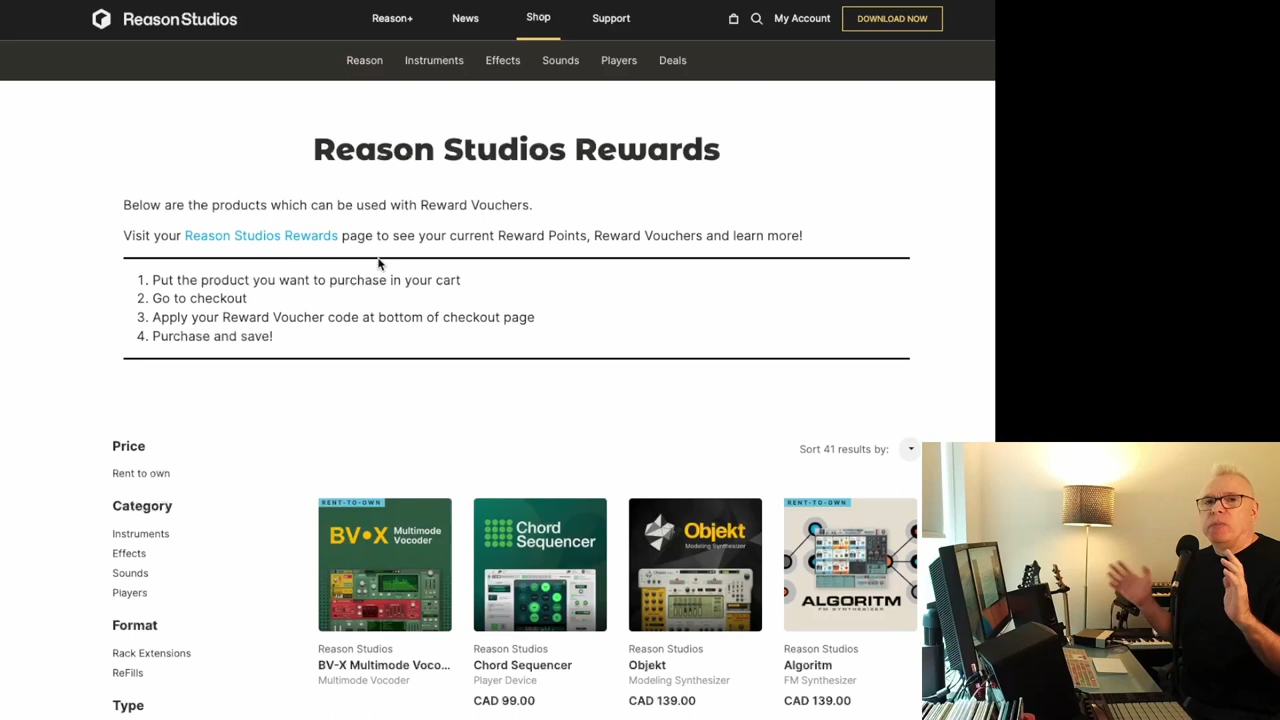 ReasonStudios
Reason+ News Shop Support
My Account
DOWNLOAD NOW
Reason Instruments Effects Sounds Players Deals
Reason Studios Rewards
Below are the products which can be used with Reward Vouchers.
Visit your Reason Studios Rewards page to see your current Reward Points, Reward Vouchers and learn more!
1. Put the product you want to purchase in your cart
2. Go to checkout
3. Apply your Reward Voucher code at bottom of checkout page
4. Purchase and save!
Price
Rent to own
Category
Instruments
Effects
Sounds
Players
Format
Rack Extensions
ReFills
Type
Sort 41 results by:
RENT-TO-OWN
BV•X Multimode Vocoder
Reason Studios
BV-X Multimode Voco...
Multimode Vocoder
Chord Sequencer
Reason Studios
Chord Sequencer
Player Device
CAD 99.00
Objekt
Modeling Synthesizer
Reason Studios
Objekt
Modeling Synthesizer
CAD 139.00
RENT-TO-OWN
ALGORITM
FM SYNTHESIZER
Reason Studios
Algoritm
FM Synthesizer
CAD 139.00